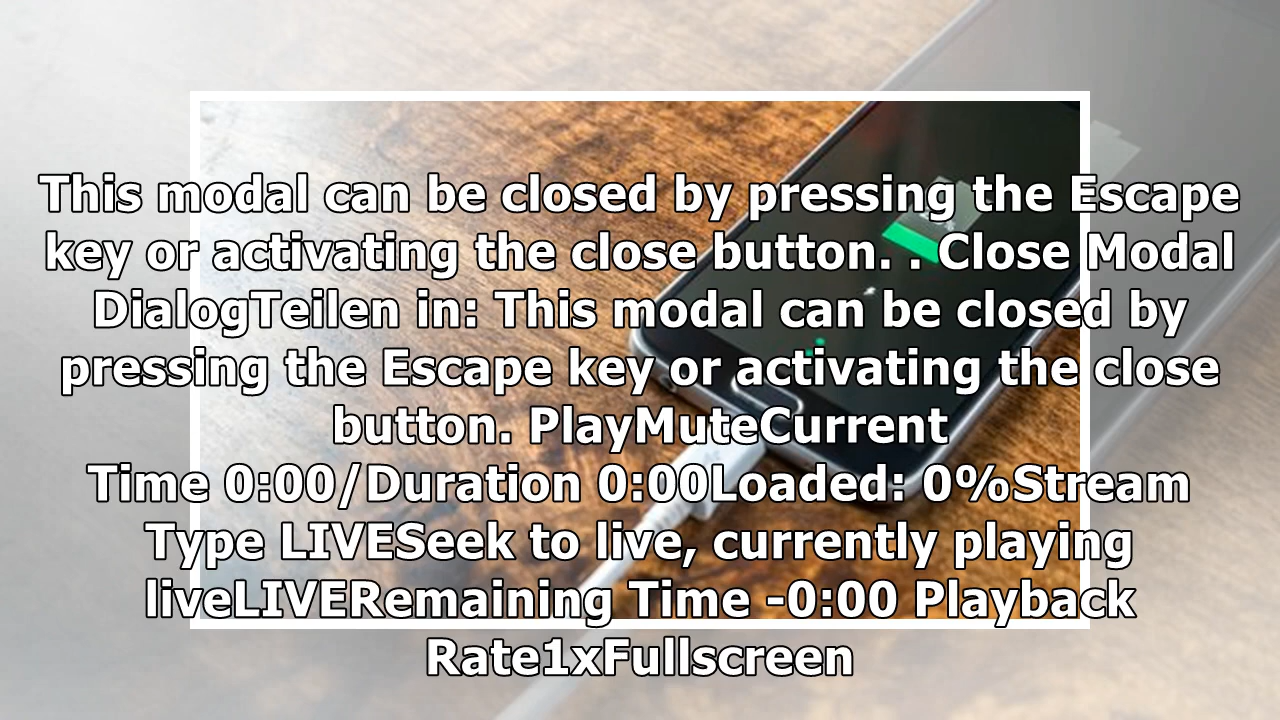 This modal can be closed by pressing the Escape
key or activating the close button. . Close Modal
DialogTeilen in: This modal can be closed by
pressing the Escape key or activating the close
button. PlayMuteCurrent
Time 0:00/Duration 0:00Loaded: 0%Stream
Type LIVESeek to live, currently playing
liveLIVERemaining Time -0:00 Playback
Rate1xFullscreen